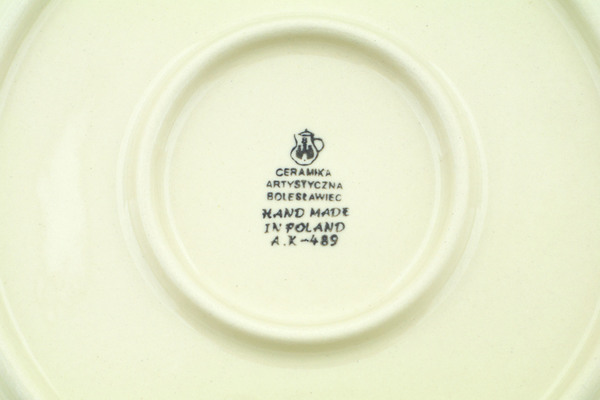 CERAMIKA
ARTYSTYCZNA
BOLESŁAWIEC
HAND MADE
IN POLAND
A.K-489